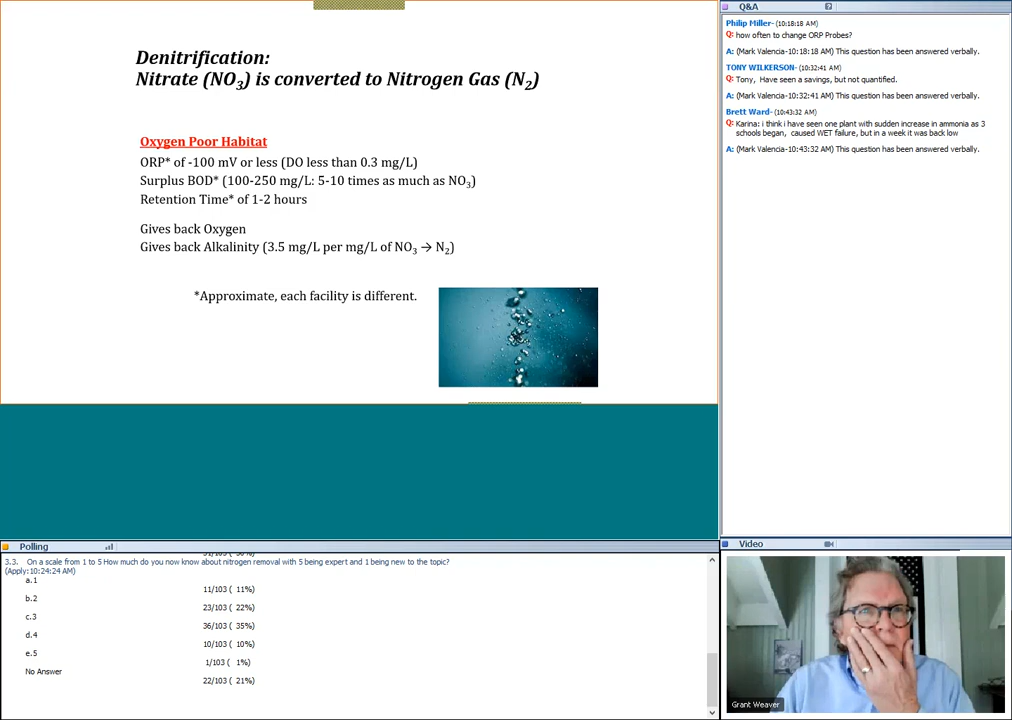 Denitrification:
Nitrate (NO3) is converted to Nitrogen Gas (N2)
Oxygen Poor Habitat
ORP* of -100 mV or less (DO less than 0.3 mg/L)
Surplus BOD* (100-250 mg/L: 5-10 times as much as NO3)
Retention Time* of 1-2 hours
Gives back Oxygen
Gives back Alkalinity (3.5 mg/L per mg/L of NO3 → N2)
*Approximate, each facility is different.
Q&A
Philip Miller- (10:18:18 AM)
Q: how often to change ORP Probes?
A: (Mark Valencia-10:18:18 AM) This question has been answered verbally.
TONY WILKERSON- (10:32:41 AM)
Q: Tony, Have seen a savings, but not quantified.
A: (Mark Valencia-10:32:41 AM) This question has been answered verbally.
Brett Ward- (10:43:32 AM)
Q: Karina: i think i have seen one plant with sudden increase in ammonia as 3
schools began, caused WET failure, but in a week it was back low
A: (Mark Valencia-10:43:32 AM) This question has been answered verbally.
Polling
3.3. On a scale from 1 to 5 How much do you now know about nitrogen removal with 5 being expert and 1 being new to the topic?
(Apply:10:24:24 AM)
a.1
11/103 ( 11%)
b.2
23/103 ( 22%)
c.3
36/103 ( 35%)
d.4
10/103 ( 10%)
e.5
1/103 ( 1%)
No Answer
22/103 ( 21%)
Video
Grant Weaver